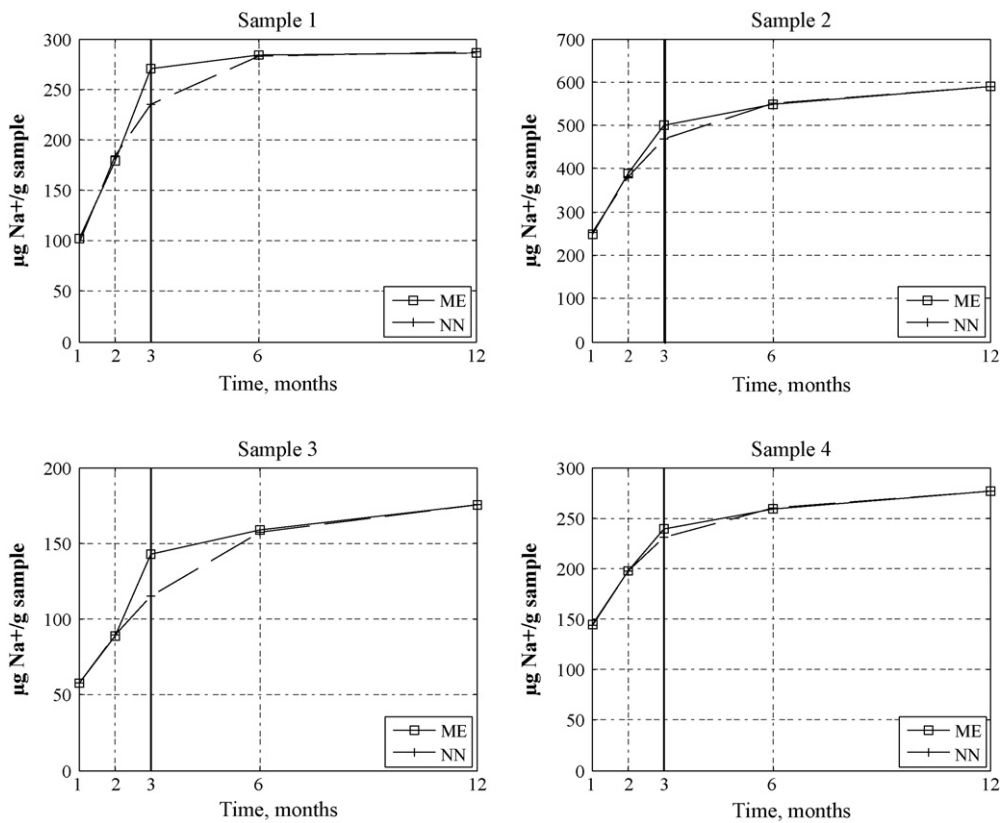 Sample 1
300
250
200
150
100
50
0
µg Na+/g sample
ME
NN
1 2 3 6 12
Time, months
Sample 2
700
600
500
400
300
200
100
0
µg Na+/g sample
ME
NN
1 2 3 6 12
Time, months
Sample 3
200
150
100
50
0
µg Na+/g sample
ME
NN
1 2 3 6 12
Time, months
Sample 4
300
250
200
150
100
50
0
µg Na+/g sample
ME
NN
1 2 3 6 12
Time, months